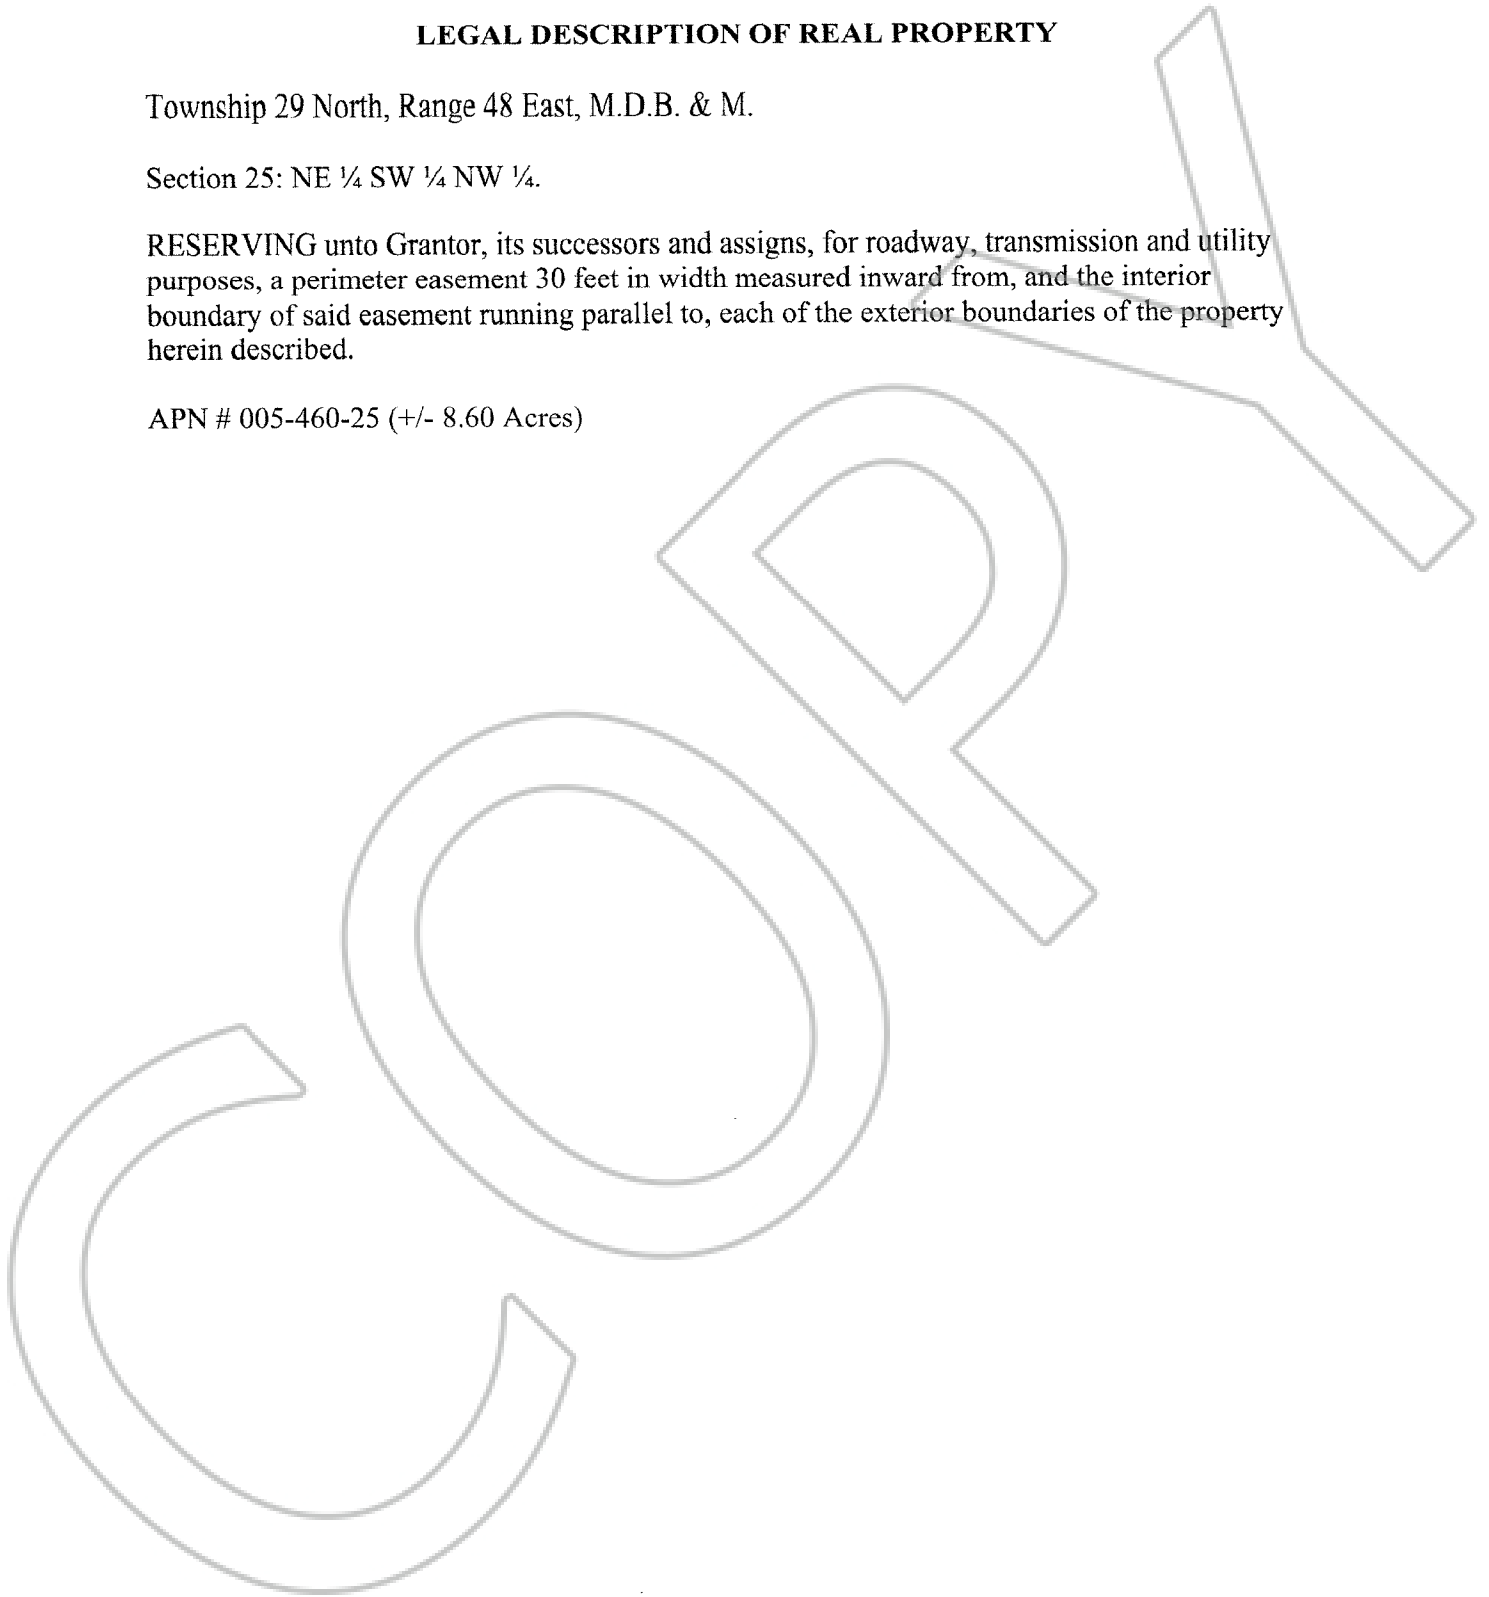 LEGAL DESCRIPTION OF REAL PROPERTY
Township 29 North, Range 48 East, M.D.B. & M.
Section 25: NE ¼ SW ¼ NW ¼.
RESERVING unto Grantor, its successors and assigns, for roadway, transmission and utility
purposes, a perimeter easement 30 feet in width measured inward from, and the interior
boundary of said easement running parallel to, each of the exterior boundaries of the property
herein described.
APN # 005-460-25 (+/- 8.60 Acres)
COPY